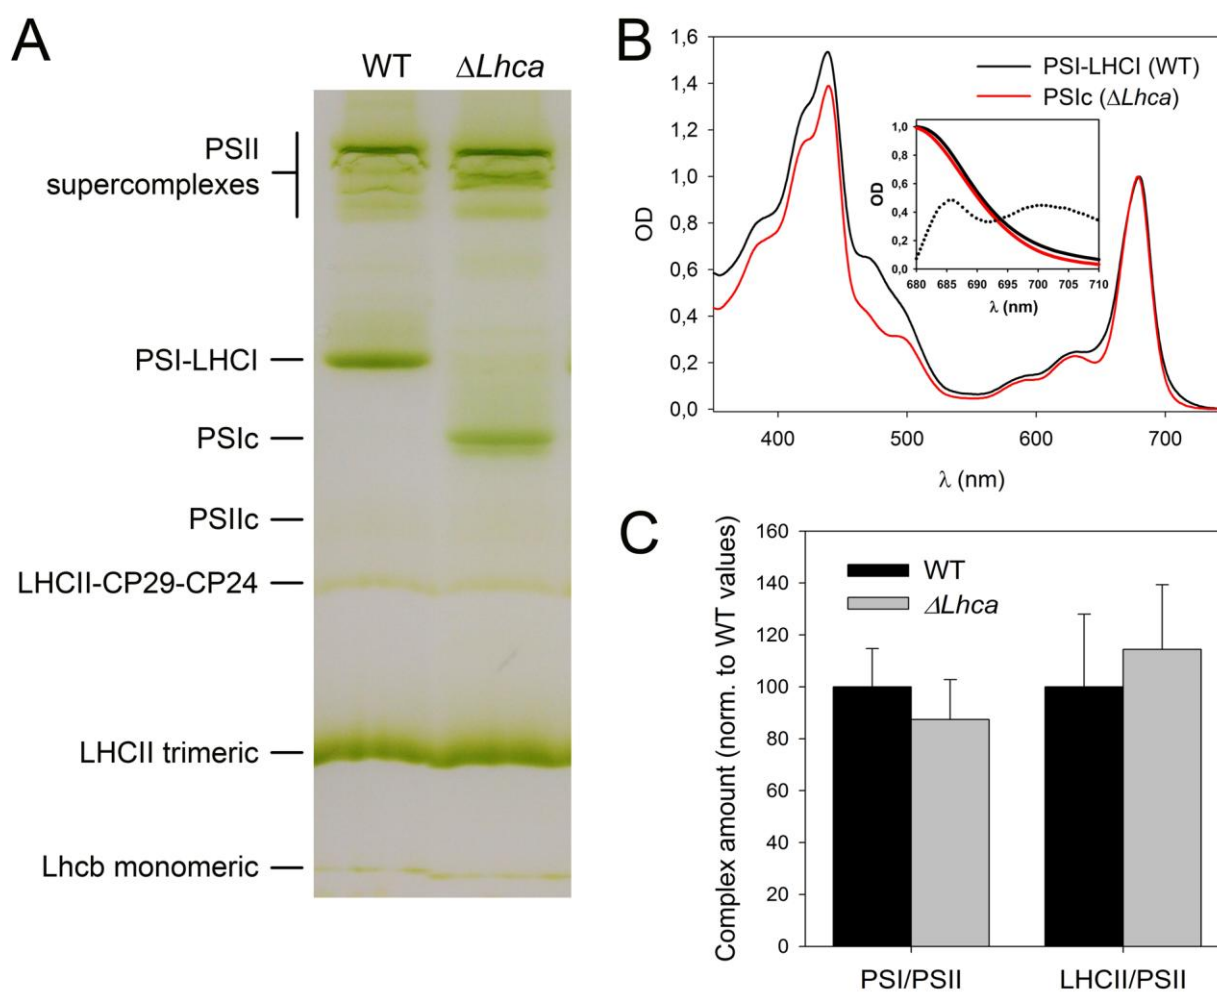 A
WT
ΔLhca
PSII
supercomplexes
PSI-LHCI
PSIc
PSIIc
LHCII-CP29-CP24
LHCII trimeric
Lhcb monomeric
B
1,6
1,4
1,2
1,0
0,8
0,6
0,4
0,2
0,0
OD
400
500
600
700
λ (nm)
PSI-LHCI (WT)
PSIc (ΔLhca)
1,0
0,8
0,6
0,4
0,2
0,0
OD
680 685 690 695 700 705 710
λ (nm)
C
Complex amount (norm. to WT values)
160
140
120
100
80
60
40
20
0
WT
ΔLhca
PSI/PSII
LHCII/PSII